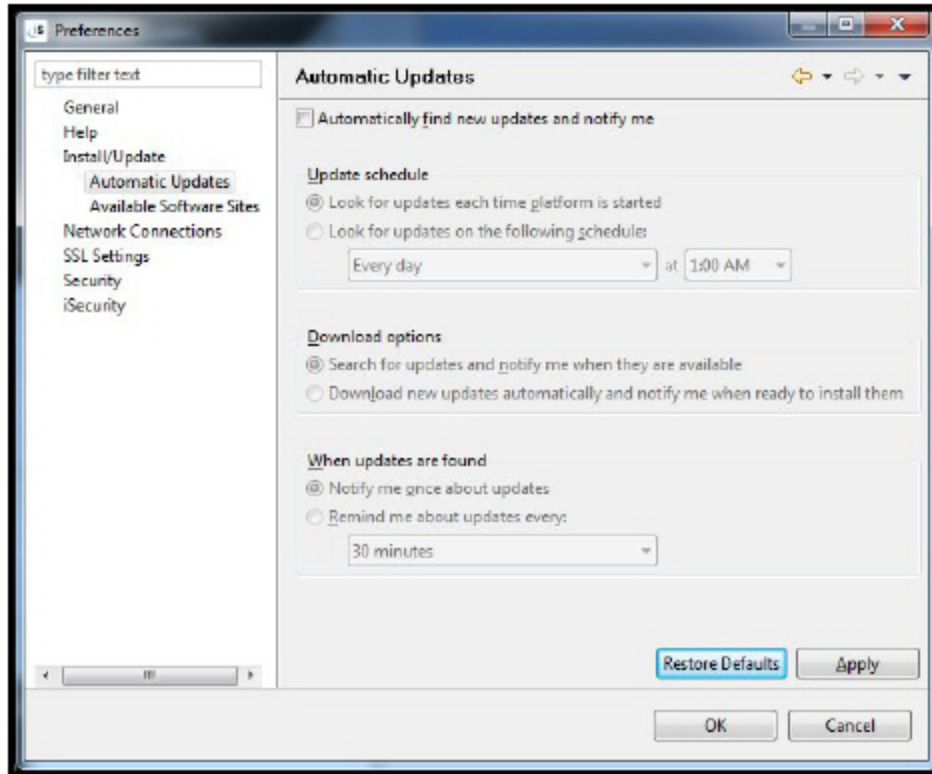 Preferences
type filter text
General
Help
Install/Update
Automatic Updates
Available Software Sites
Network Connections
SSL Settings
Security
iSecurity
Automatic Updates
Automatically find new updates and notify me
Update schedule
Look for updates each time platform is started
Look for updates on the following schedule:
Every day at 1:00 AM
Download options
Search for updates and notify me when they are available
Download new updates automatically and notify me when ready to install them
When updates are found
Notify me once about updates
Remind me about updates every:
30 minutes
Restore Defaults Apply
OK Cancel